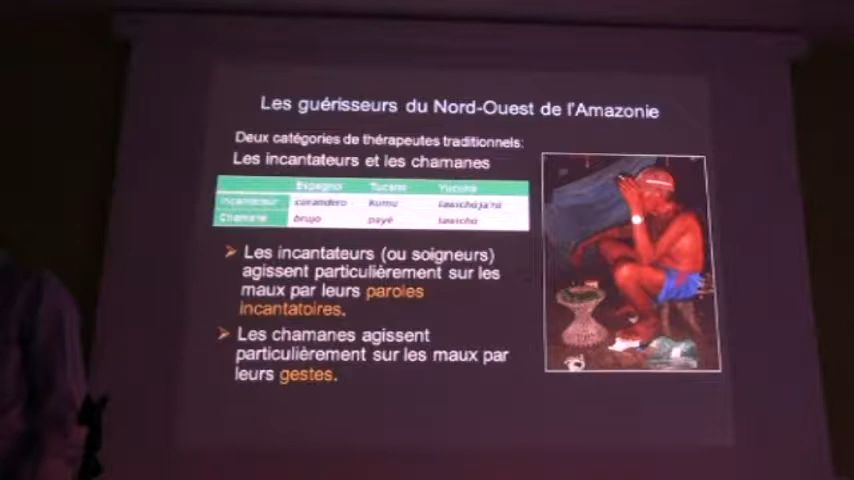 Les guérisseurs du Nord-Ouest de l'Amazonie
Deux catégories de thérapeutes traditionnels:
Les incantateurs et les chamanes
Espagnol Tucano Yucuna
Incantateur curandero kumu
Chamane brujo payé
➢ Les incantateurs (ou soigneurs)
agissent particulièrement sur les
maux par leurs paroles
incantatoires.
➢ Les chamanes agissent
particulièrement sur les maux par
leurs gestes.